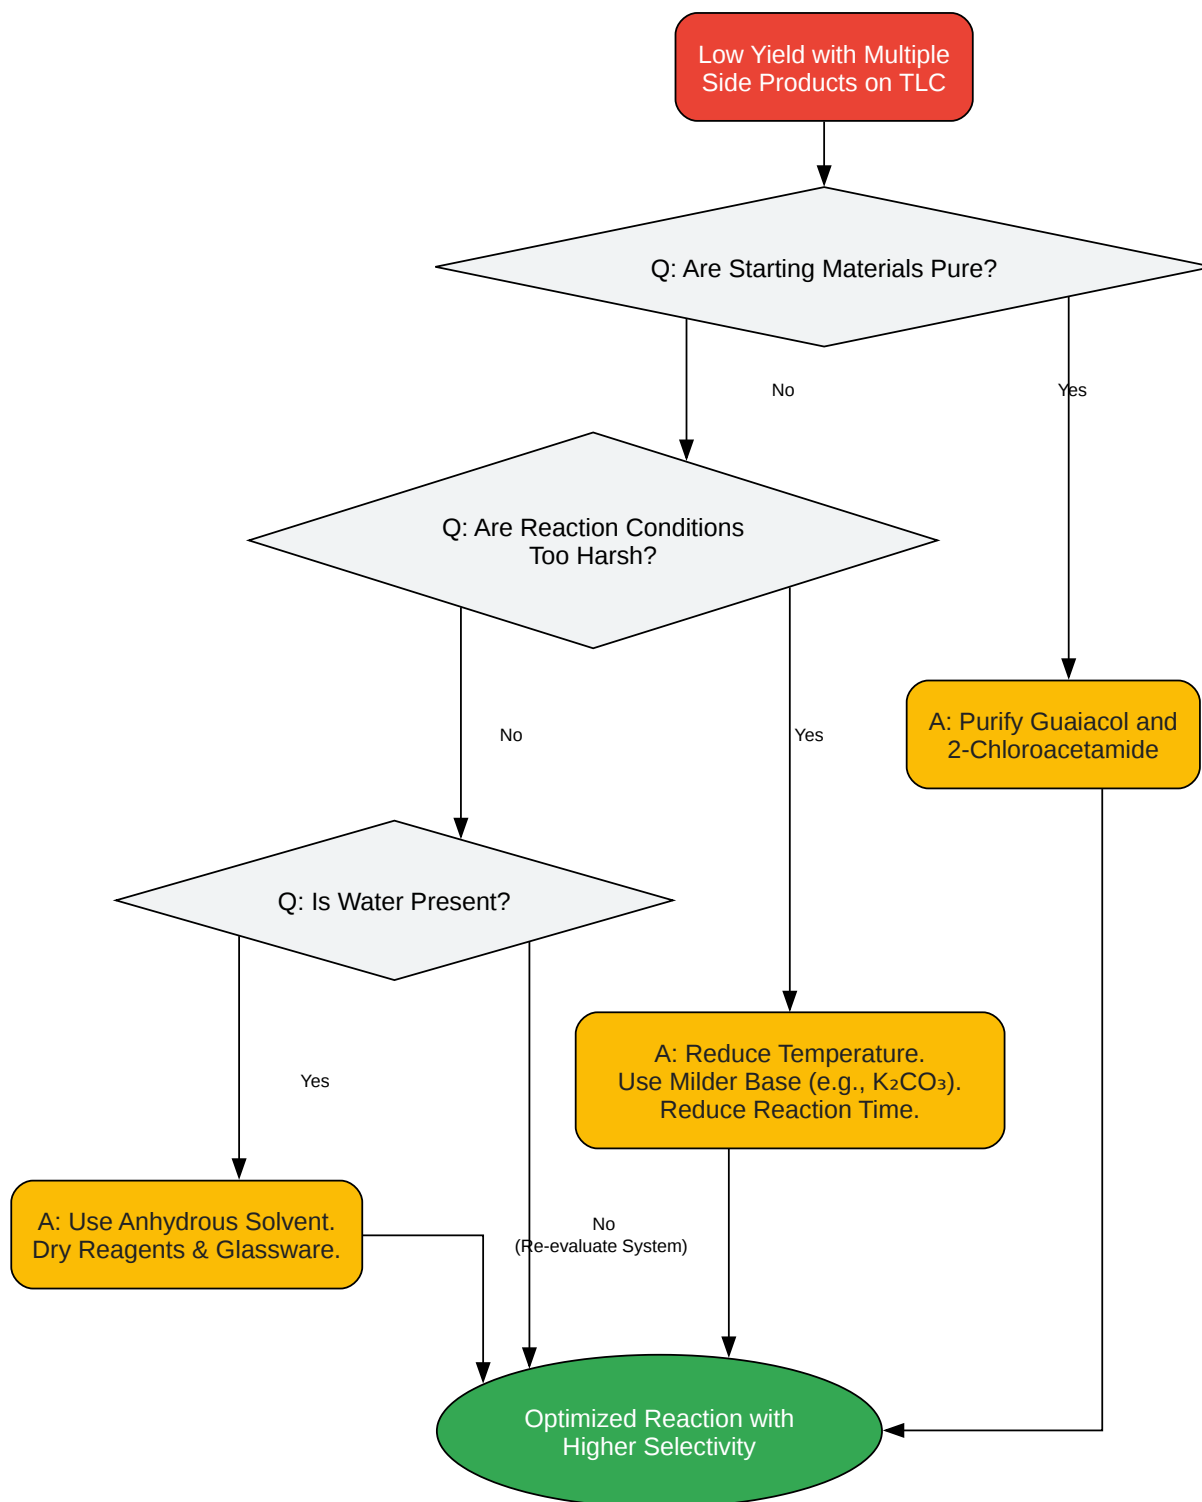 Low Yield with Multiple
Side Products on TLC
Q: Are Starting Materials Pure?
No
Yes
Q: Are Reaction Conditions
Too Harsh?
No
Yes
A: Purify Guaiacol and
2-Chloroacetamide
Q: Is Water Present?
A: Reduce Temperature.
Use Milder Base (e.g., K₂CO₃).
Reduce Reaction Time.
Yes
A: Use Anhydrous Solvent.
Dry Reagents & Glassware.
No
(Re-evaluate System)
Optimized Reaction with
Higher Selectivity